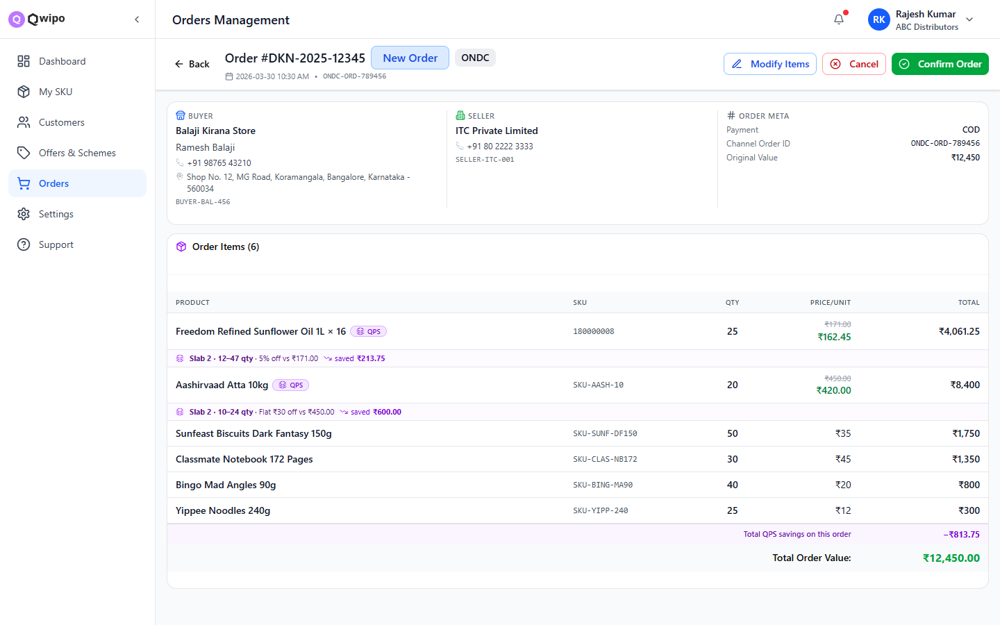 Qwipo
Orders Management
RK
Rajesh Kumar
ABC Distributors
Dashboard
My SKU
Customers
Offers & Schemes
Orders
Settings
Support
Back
Order #DKN-2025-12345
New Order
ONDC
2026-03-30 10:30 AM • ONDC-ORD-789456
Modify Items
Cancel
Confirm Order
BUYER
Balaji Kirana Store
Ramesh Balaji
+91 98765 43210
Shop No. 12, MG Road, Koramangala, Bangalore, Karnataka -
560034
BUYER-BAL-456
SELLER
ITC Private Limited
+91 80 2222 3333
SELLER-ITC-001
ORDER META
Payment COD
Channel Order ID ONDC-ORD-789456
Original Value ₹12,450
Order Items (6)
PRODUCT SKU QTY PRICE/UNIT TOTAL
Freedom Refined Sunflower Oil 1L × 16 QPS 180000008 25 ₹171.00 ₹162.45 ₹4,061.25
Slab 2 · 12–47 qty · 5% off vs ₹171.00 saved ₹213.75
Aashirvaad Atta 10kg QPS SKU-AASH-10 20 ₹450.00 ₹420.00 ₹8,400
Slab 2 · 10–24 qty · Flat ₹30 off vs ₹450.00 saved ₹600.00
Sunfeast Biscuits Dark Fantasy 150g SKU-SUNF-DF150 50 ₹35 ₹1,750
Classmate Notebook 172 Pages SKU-CLAS-NB172 30 ₹45 ₹1,350
Bingo Mad Angles 90g SKU-BING-MA90 40 ₹20 ₹800
Yippee Noodles 240g SKU-YIPP-240 25 ₹12 ₹300
Total QPS savings on this order −₹813.75
Total Order Value: ₹12,450.00